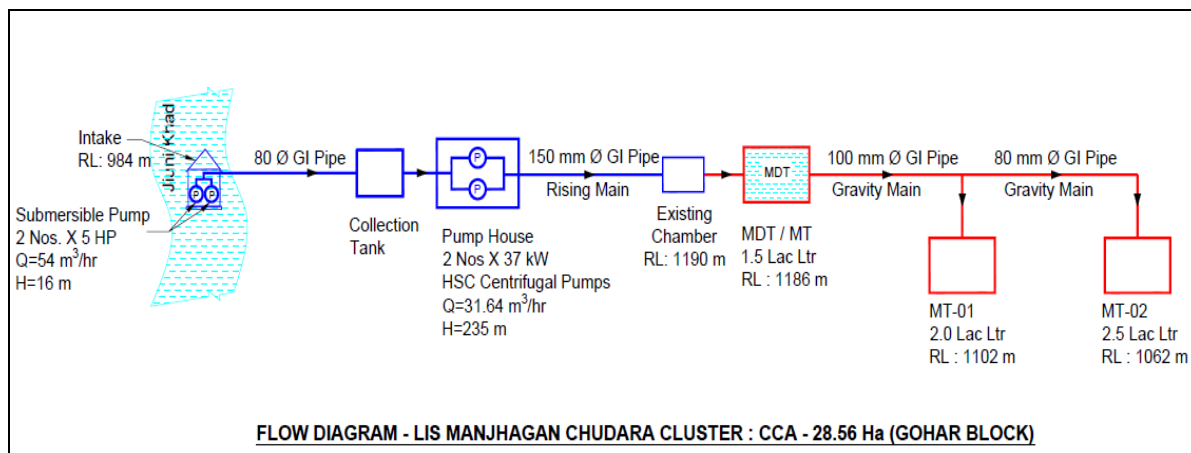 Jiuni Khad
Intake
RL: 984 m
P P
Submersible Pump
2 Nos. X 5 HP
Q=54 m³/hr
H=16 m
80 Ø GI Pipe
Collection
Tank
P
P
Pump House
2 Nos X 37 kW
HSC Centrifugal Pumps
Q=31.64 m³/hr
H=235 m
150 mm Ø GI Pipe
Rising Main
Existing
Chamber
RL: 1190 m
MDT
MDT / MT
1.5 Lac Ltr
RL : 1186 m
100 mm Ø GI Pipe
Gravity Main
80 mm Ø GI Pipe
Gravity Main
MT-01
2.0 Lac Ltr
RL : 1102 m
MT-02
2.5 Lac Ltr
RL : 1062 m
FLOW DIAGRAM - LIS MANJHAGAN CHUDARA CLUSTER : CCA - 28.56 Ha (GOHAR BLOCK)